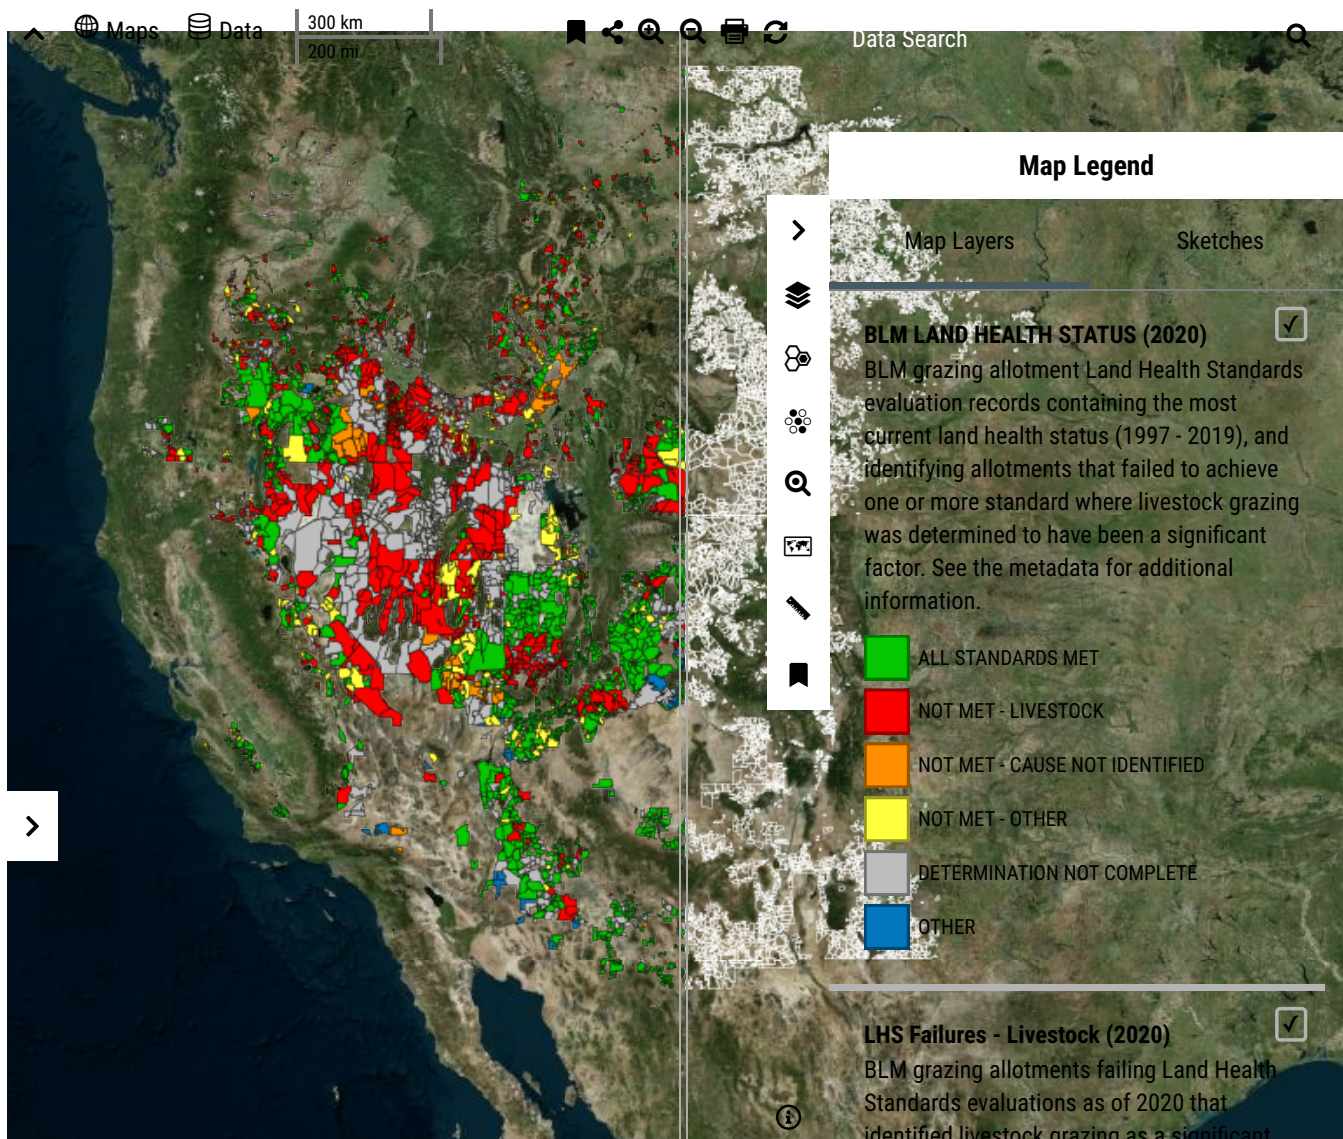 Maps
Data
300 km
200 mi
Data Search
Map Legend
Map Layers
Sketches
BLM LAND HEALTH STATUS (2020)
BLM grazing allotment Land Health Standards
evaluation records containing the most
current land health status (1997 - 2019), and
identifying allotments that failed to achieve
one or more standard where livestock grazing
was determined to have been a significant
factor. See the metadata for additional
information.
ALL STANDARDS MET
NOT MET - LIVESTOCK
NOT MET - CAUSE NOT IDENTIFIED
NOT MET - OTHER
DETERMINATION NOT COMPLETE
OTHER
LHS Failures - Livestock (2020)
BLM grazing allotments failing Land Health
Standards evaluations as of 2020 that
identified livestock grazing as a significant